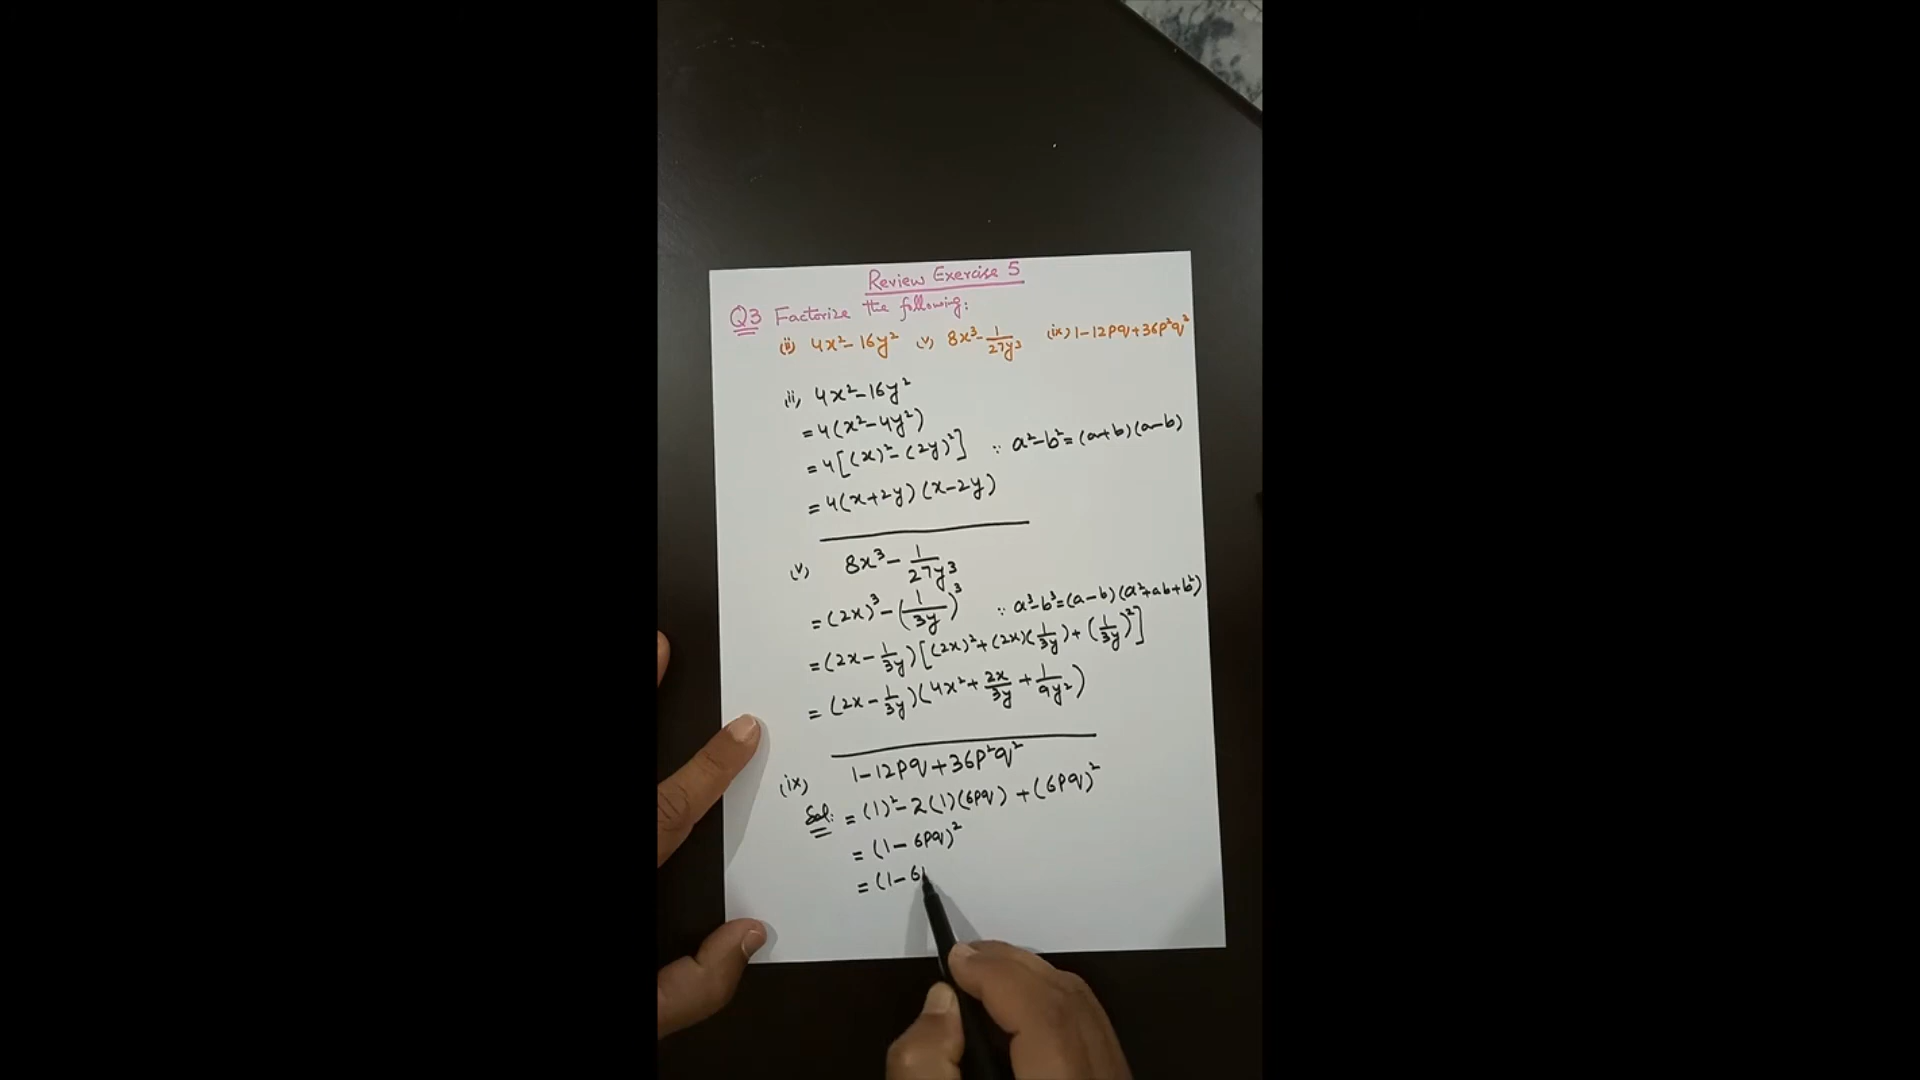 Review Exercise 5
Q3 Factorize the following:
(ii) 4x²-16y² (v) 8x³-1/27y³ (ix) 1-12pq+36p²q²
(ii) 4x²-16y²
=4(x²-4y²)
=4[(x)²-(2y)²] ∵ a²-b²=(a+b)(a-b)
=4(x+2y)(x-2y)
(v) 8x³-1/27y³
=(2x)³-(1/3y)³ ∵ a³-b³=(a-b)(a²+ab+b²)
=(2x-1/3y)[(2x)²+(2x)(1/3y)+(1/3y)²]
=(2x-1/3y)(4x²+2x/3y+1/9y²)
(ix) 1-12pq+36p²q²
Sol: =(1)²-2(1)(6pq)+(6pq)²
=(1-6pq)²
=(1-6